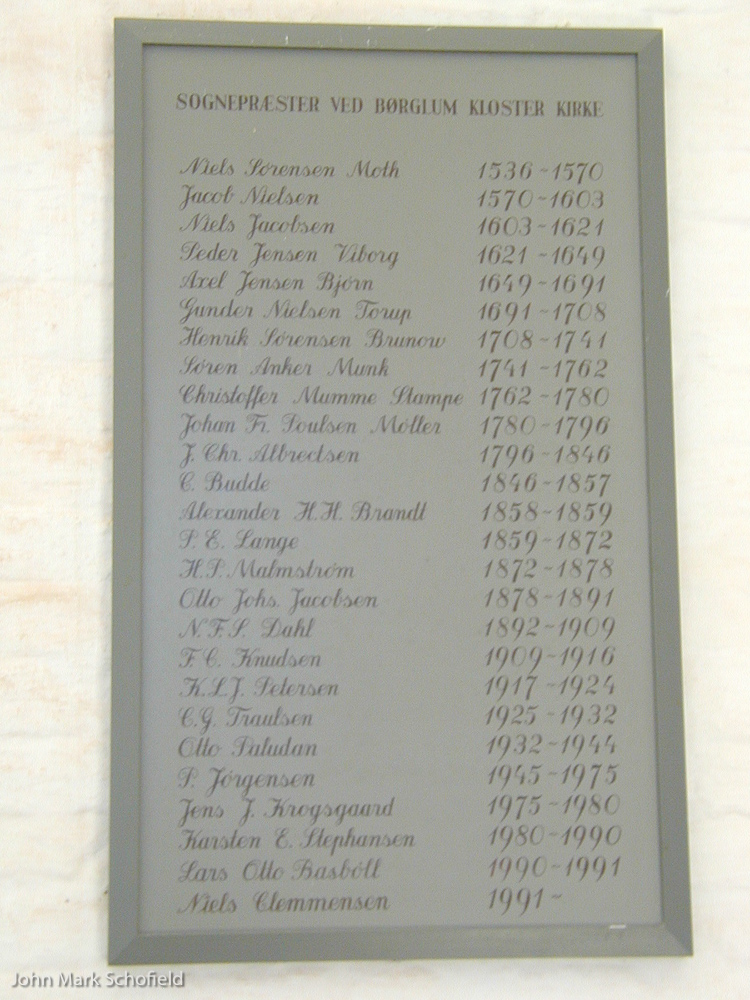 SOGNEPRÆSTER VED BØRGLUM KLOSTER KIRKE
Niels Sørensen Moth 1536-1570
Jacob Nielsen 1570-1603
Niels Jacobsen 1603-1621
Peder Jensen Viborg 1621-1649
Axel Jensen Bjørn 1649-1691
Gunder Nielsen Torup 1691-1708
Henrik Sørensen Brunow 1708-1741
Søren Anker Munk 1741-1762
Christoffer Mumme Stampe 1762-1780
Johan Fr. Poulsen Møller 1780-1796
J. Chr. Albrectsen 1796-1846
C. Budde 1846-1857
Alexander H.H. Brandt 1858-1859
P. E. Lange 1859-1872
H.P. Malmstrøm 1872-1878
Otto Johs. Jacobsen 1878-1891
N.F.S. Dahl 1892-1909
F.C. Knudsen 1909-1916
K.L.J. Petersen 1917-1924
C.G. Traulsen 1925-1932
Otto Paludan 1932-1944
P. Jørgensen 1945-1975
Jens J. Krogsgaard 1975-1980
Karsten E. Stephansen 1980-1990
Lars Otto Basbøll 1990-1991
Niels Clemmensen 1991-
John Mark Schofield